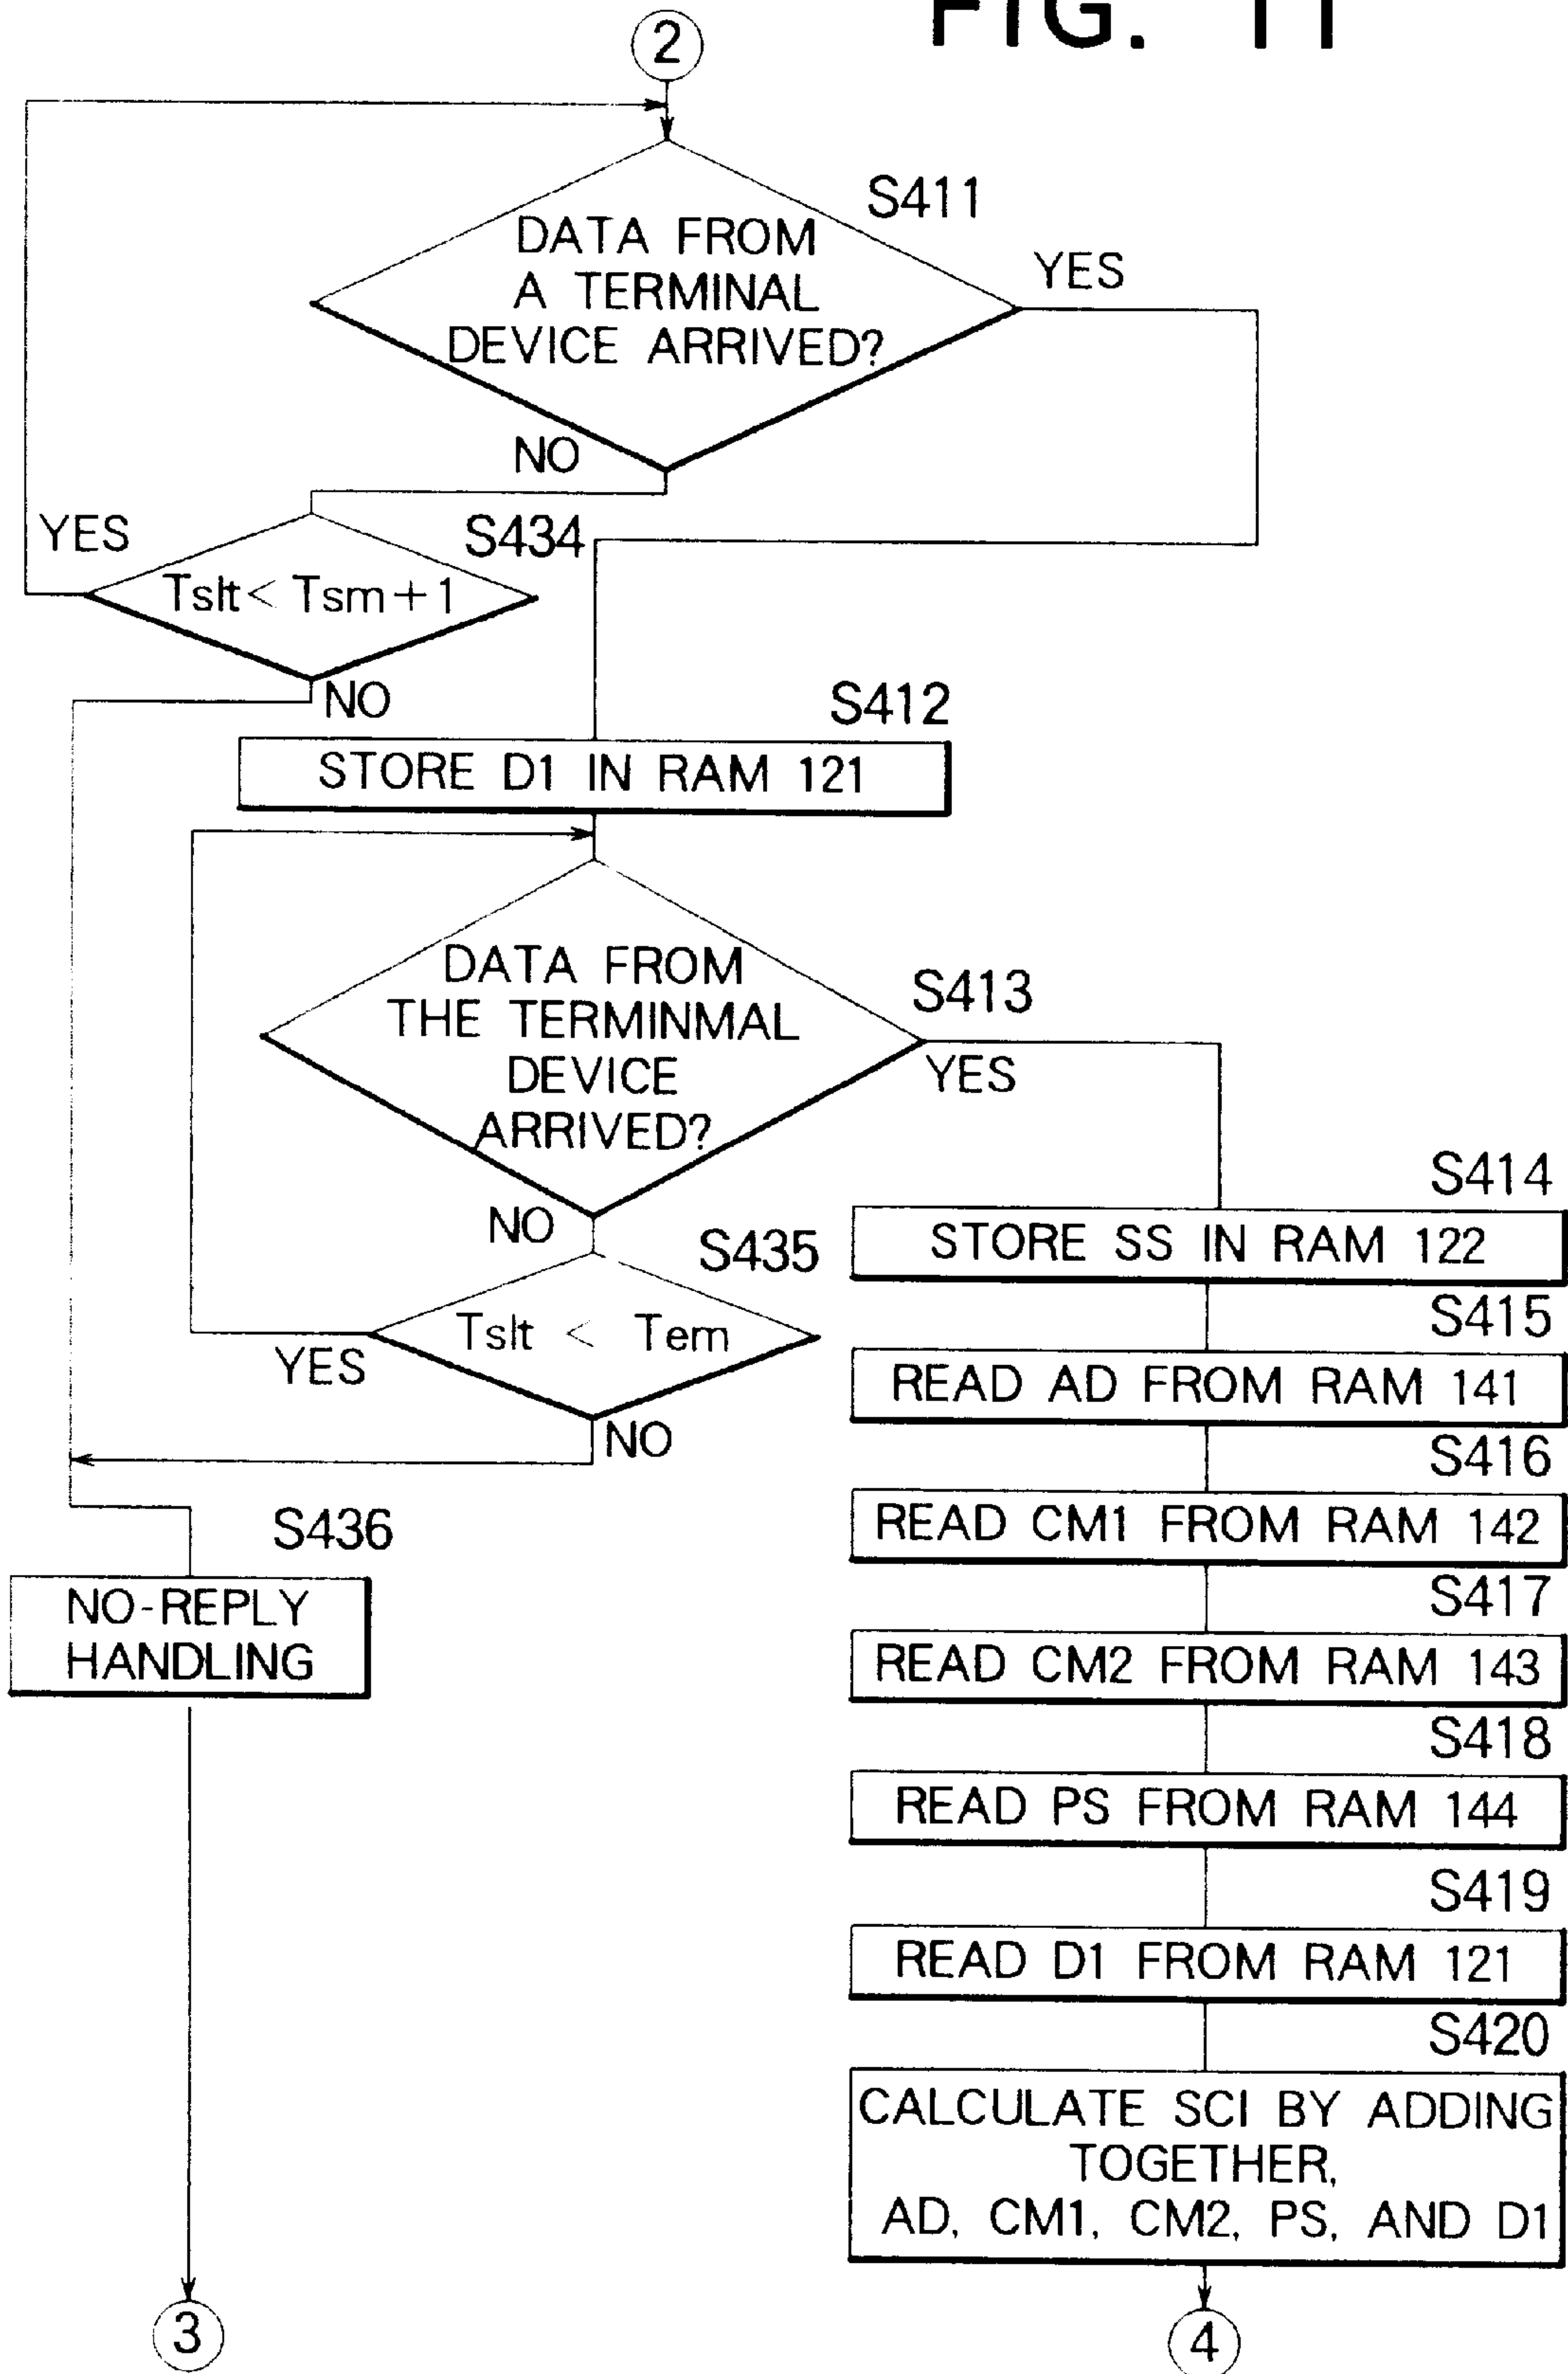 FIG. 11
2
S411
DATA FROM
A TERMINAL
DEVICE ARRIVED?
YES
NO
YES
S434
Tslt< Tsm+1
NO
S412
STORE D1 IN RAM 121
DATA FROM
THE TERMINMAL
DEVICE
ARRIVED?
S413
YES
NO
S414
STORE SS IN RAM 122
S435
Tslt < Tem
YES
NO
S415
READ AD FROM RAM 141
S416
READ CM1 FROM RAM 142
S436
NO-REPLY
HANDLING
S417
READ CM2 FROM RAM 143
S418
READ PS FROM RAM 144
S419
READ D1 FROM RAM 121
S420
CALCULATE SCI BY ADDING
TOGETHER,
AD, CM1, CM2, PS, AND D1
3
4